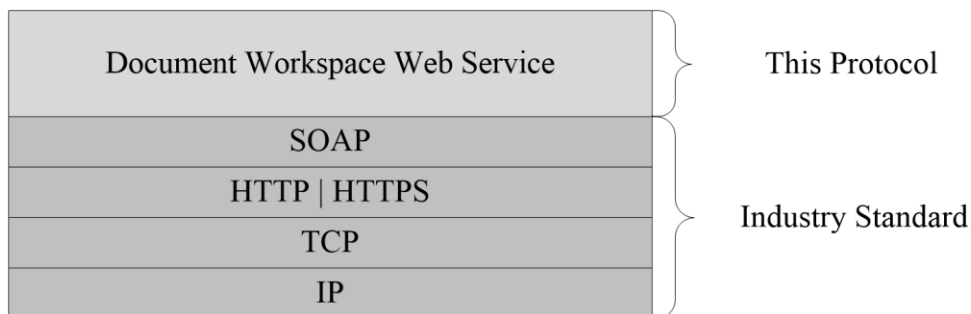 Document Workspace Web Service
This Protocol
SOAP
HTTP | HTTPS
Industry Standard
TCP
IP